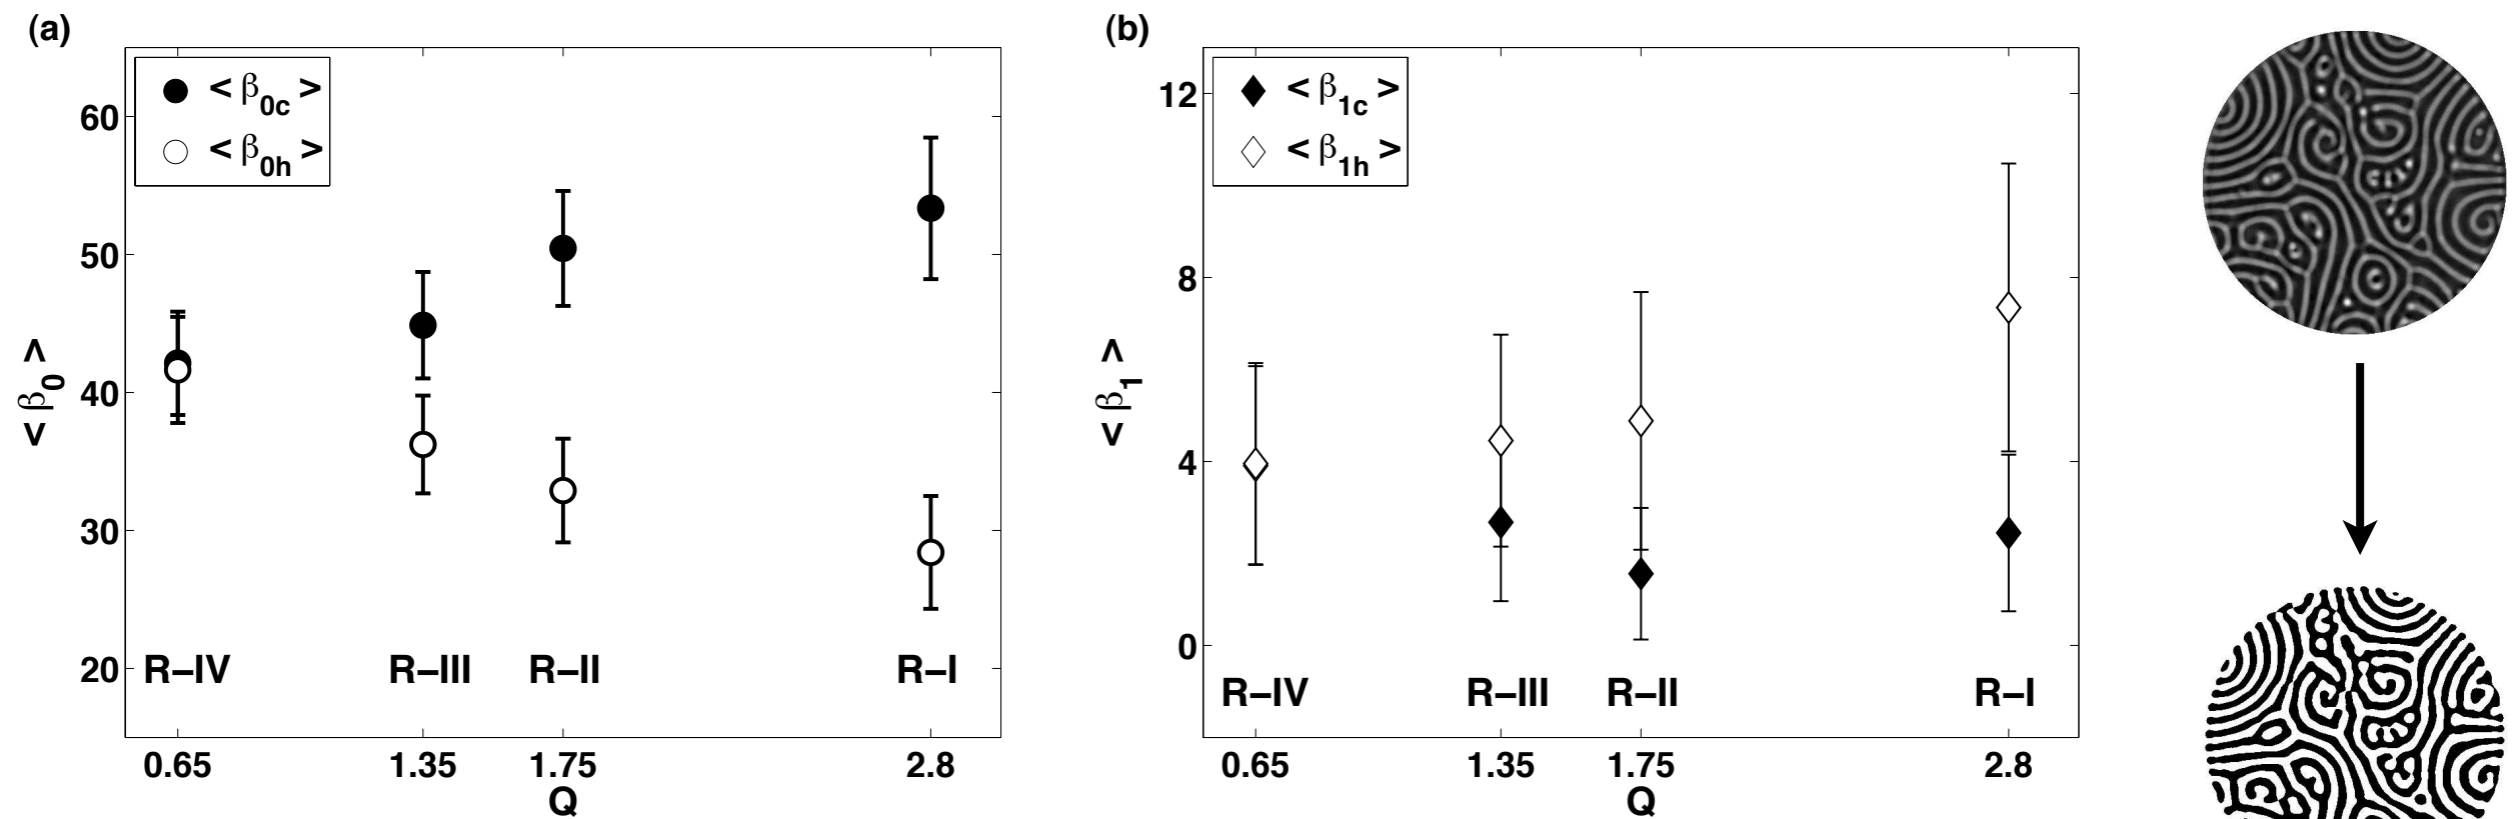 (a)
< β0c >
< β0h >
60
50
40
30
20
< β0 >
R–IV R–III R–II R–I
0.65 1.35 1.75 2.8
Q
(b)
< β1c >
< β1h >
12
8
4
0
< β1 >
R–IV R–III R–II R–I
0.65 1.35 1.75 2.8
Q